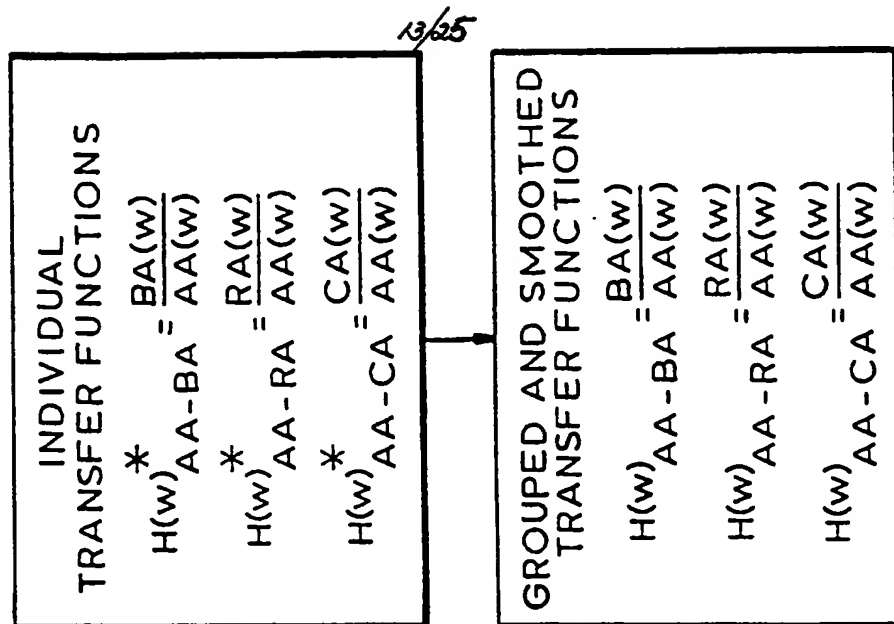 13/25
INDIVIDUAL
TRANSFER FUNCTIONS
H(w)*AA-BA = BA(w)/AA(w)
H(w)*AA-RA = RA(w)/AA(w)
H(w)*AA-CA = CA(w)/AA(w)
GROUPED AND SMOOTHED
TRANSFER FUNCTIONS
H(w)AA-BA = BA(w)/AA(w)
H(w)AA-RA = RA(w)/AA(w)
H(w)AA-CA = CA(w)/AA(w)